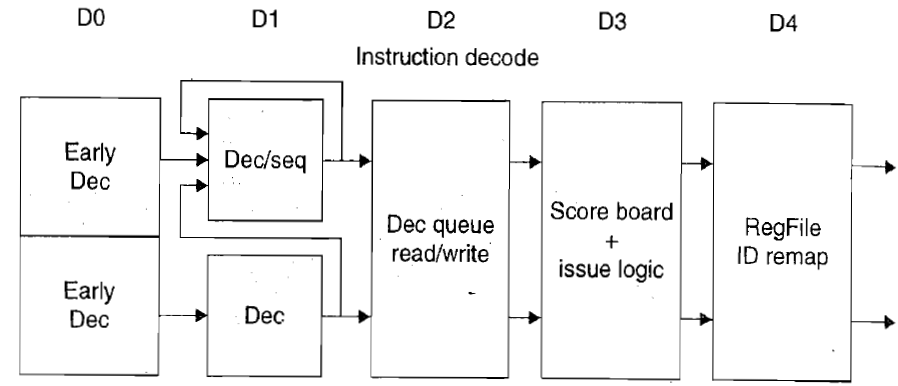 D0
D1
D2
D3
D4
Instruction decode
Early
Dec
Early
Dec
Dec/seq
Dec
Dec queue
read/write
Score board
+
issue logic
RegFile
ID remap